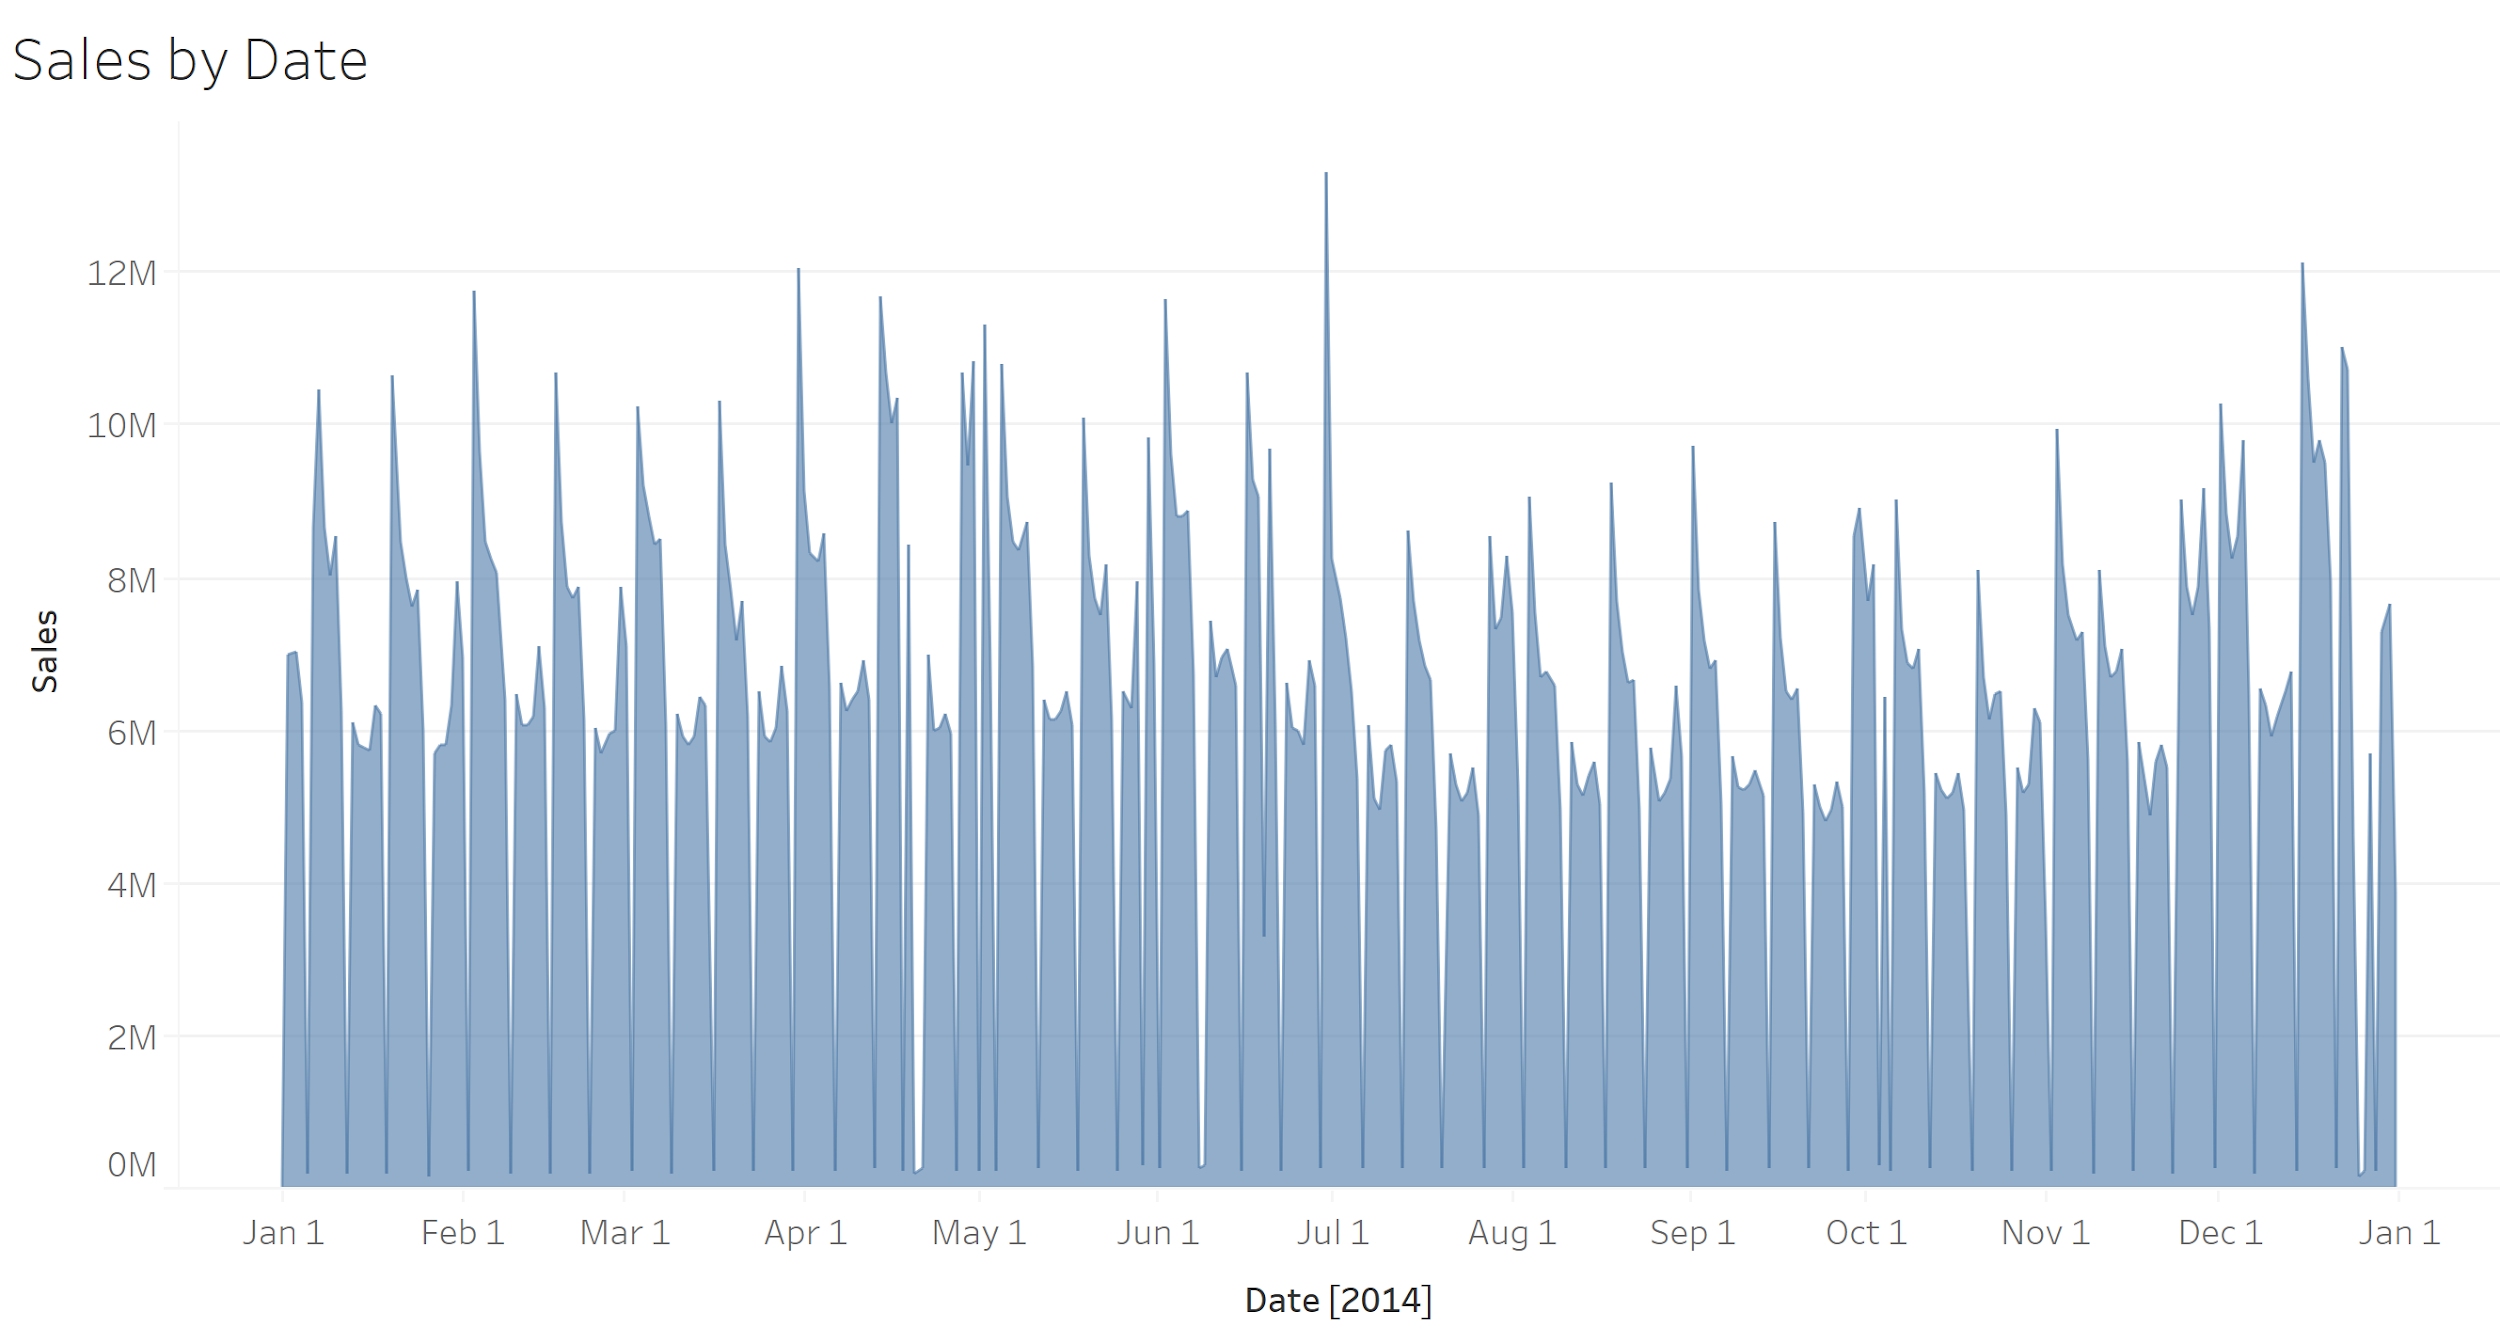 Sales by Date
12M
10M
8M
6M
4M
2M
0M
Sales
Jan 1 Feb 1 Mar 1 Apr 1 May 1 Jun 1 Jul 1 Aug 1 Sep 1 Oct 1 Nov 1 Dec 1 Jan 1
Date [2014]